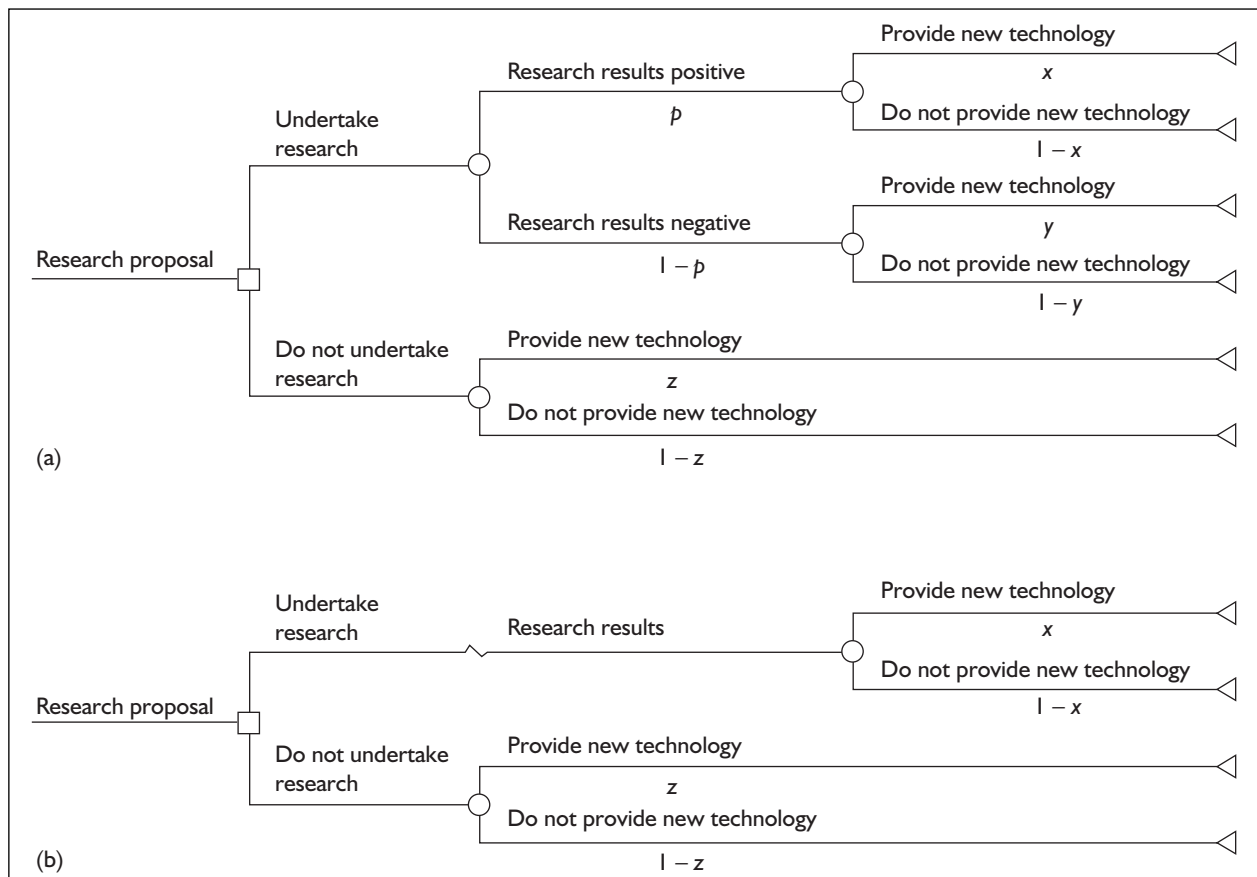 Provide new technology
Research results positive
x
p
Do not provide new technology
Undertake
research
1 – x
Provide new technology
Research results negative
y
Research proposal
1 – p
Do not provide new technology
1 – y
Do not undertake
research
Provide new technology
z
Do not provide new technology
(a)
1 – z
Provide new technology
Undertake
research
Research results
x
Do not provide new technology
Research proposal
1 – x
Do not undertake
research
Provide new technology
z
Do not provide new technology
(b)
1 – z